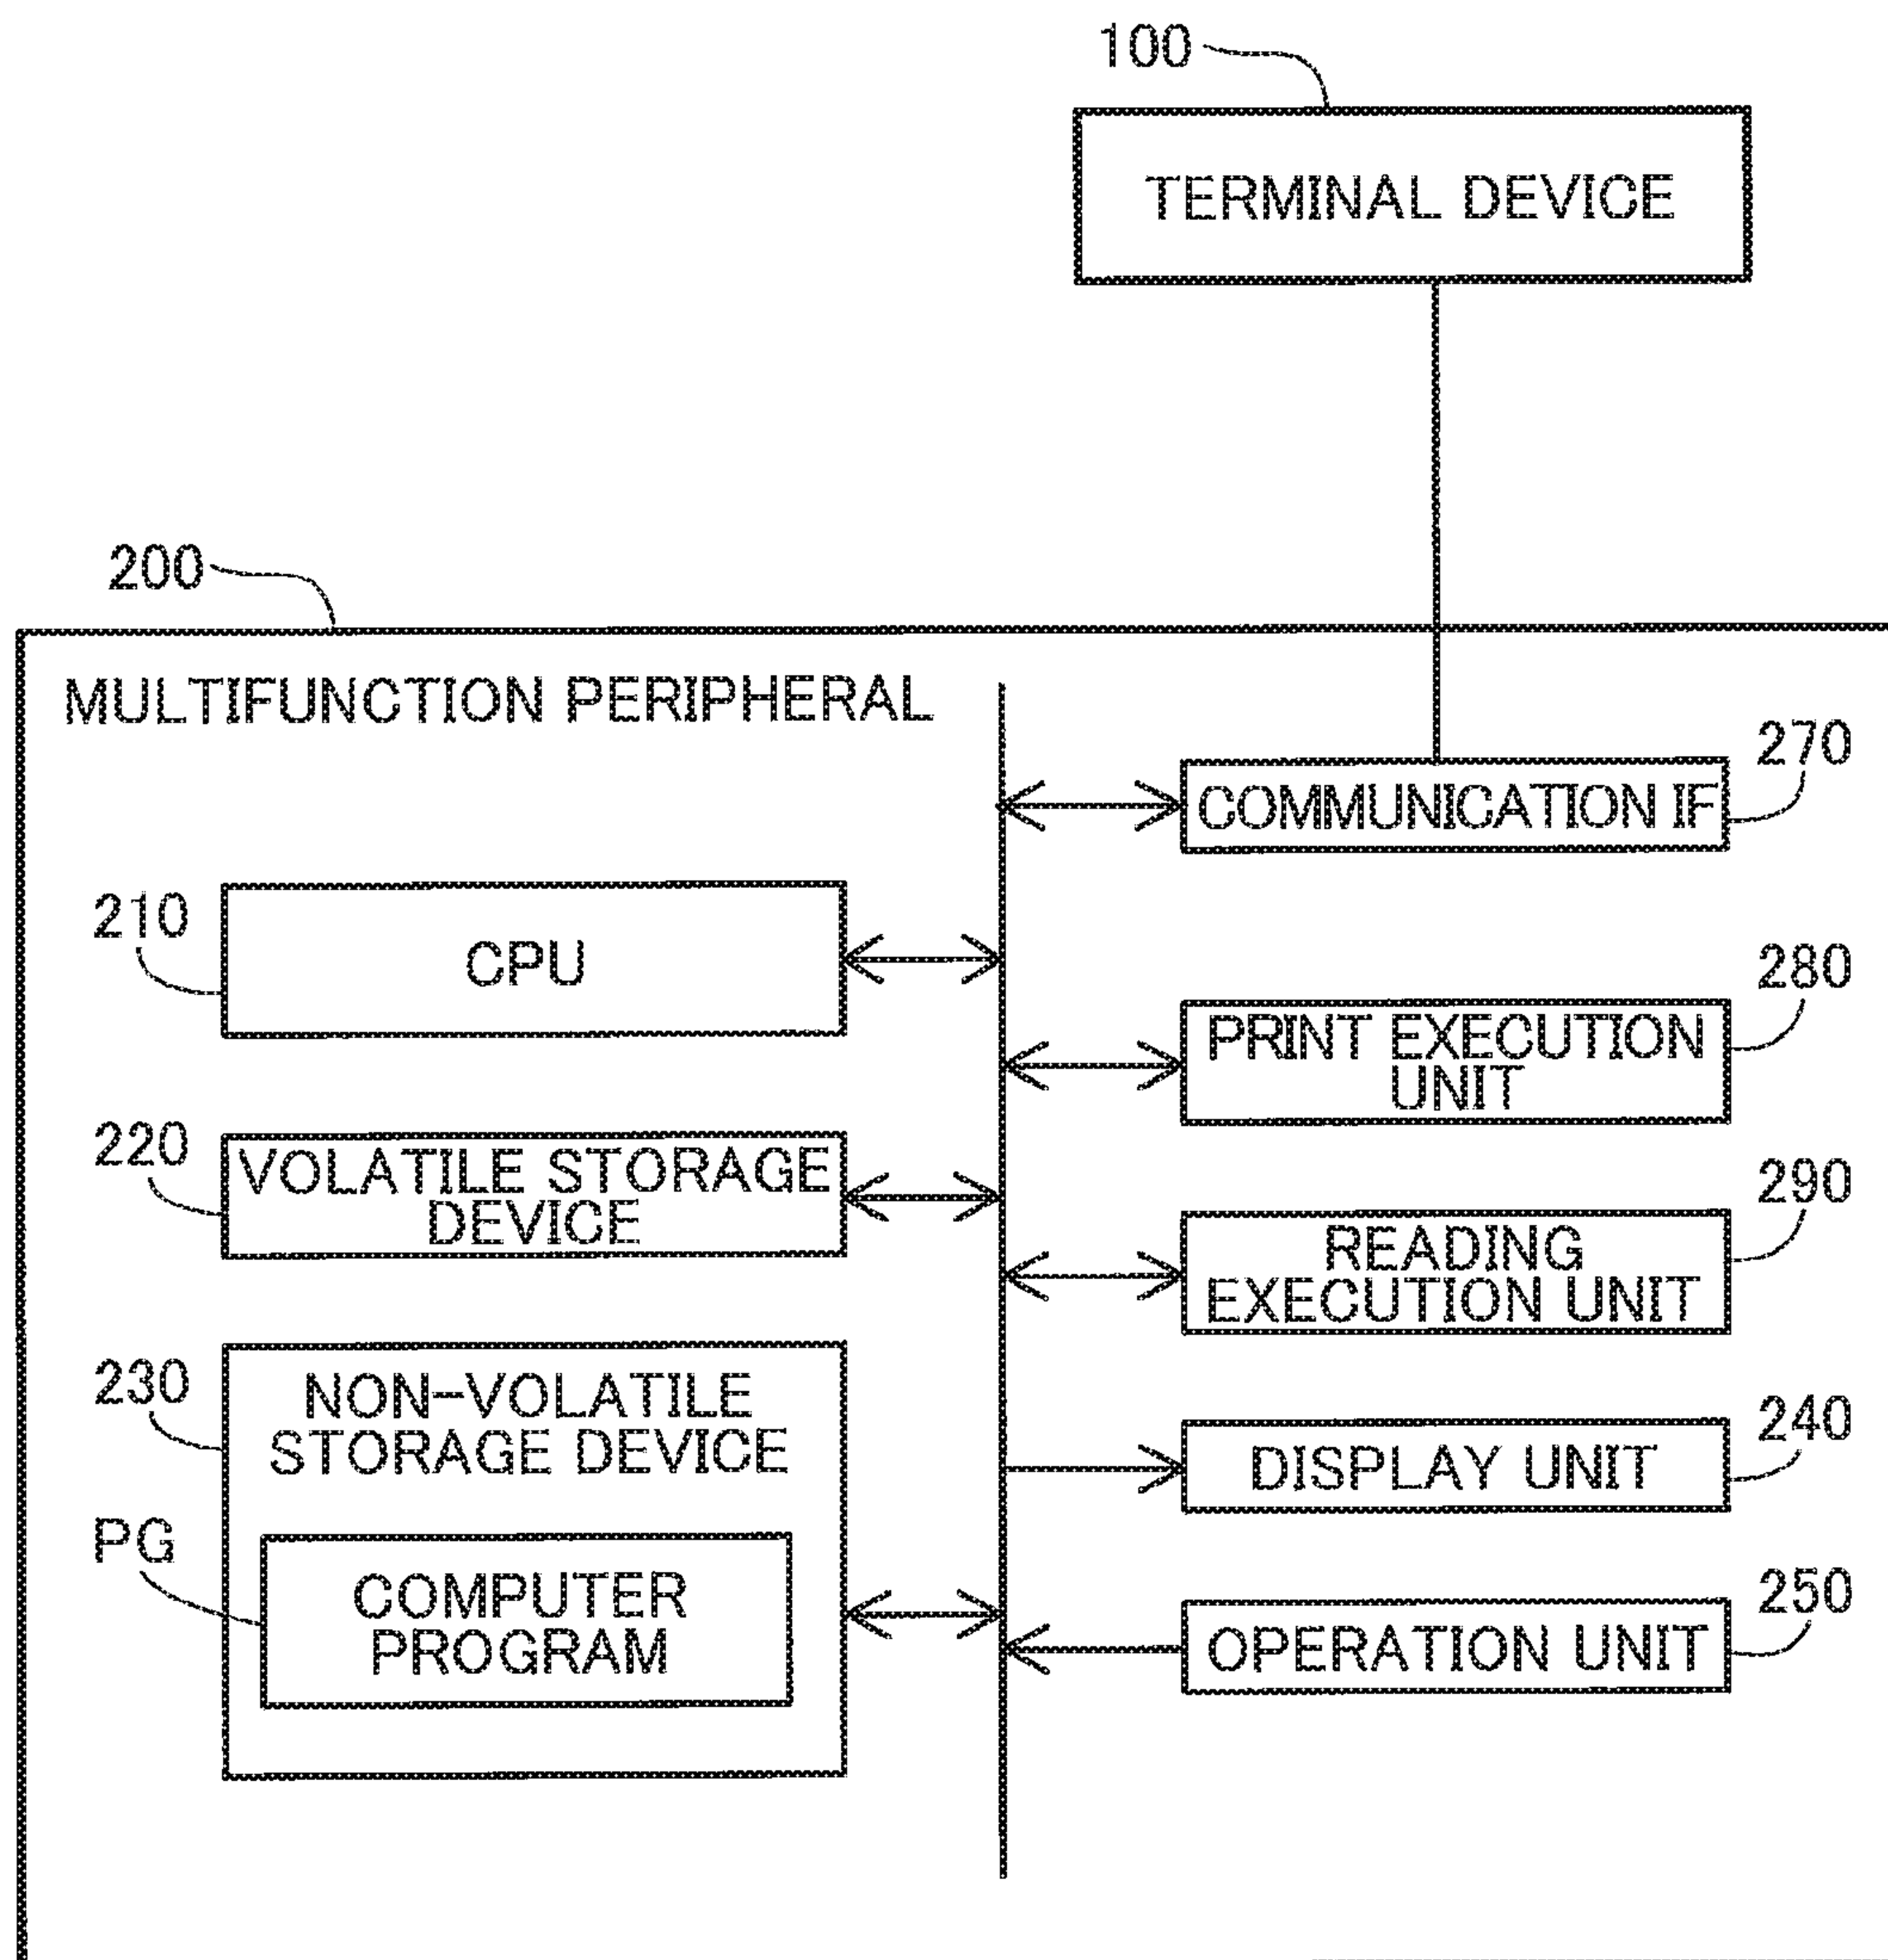 100
TERMINAL DEVICE
200
MULTIFUNCTION PERIPHERAL
270
COMMUNICATION IF
210
CPU
280
PRINT EXECUTION
UNIT
220
VOLATILE STORAGE
DEVICE
290
READING
EXECUTION UNIT
230
NON-VOLATILE
STORAGE DEVICE
240
DISPLAY UNIT
PG
COMPUTER
PROGRAM
250
OPERATION UNIT